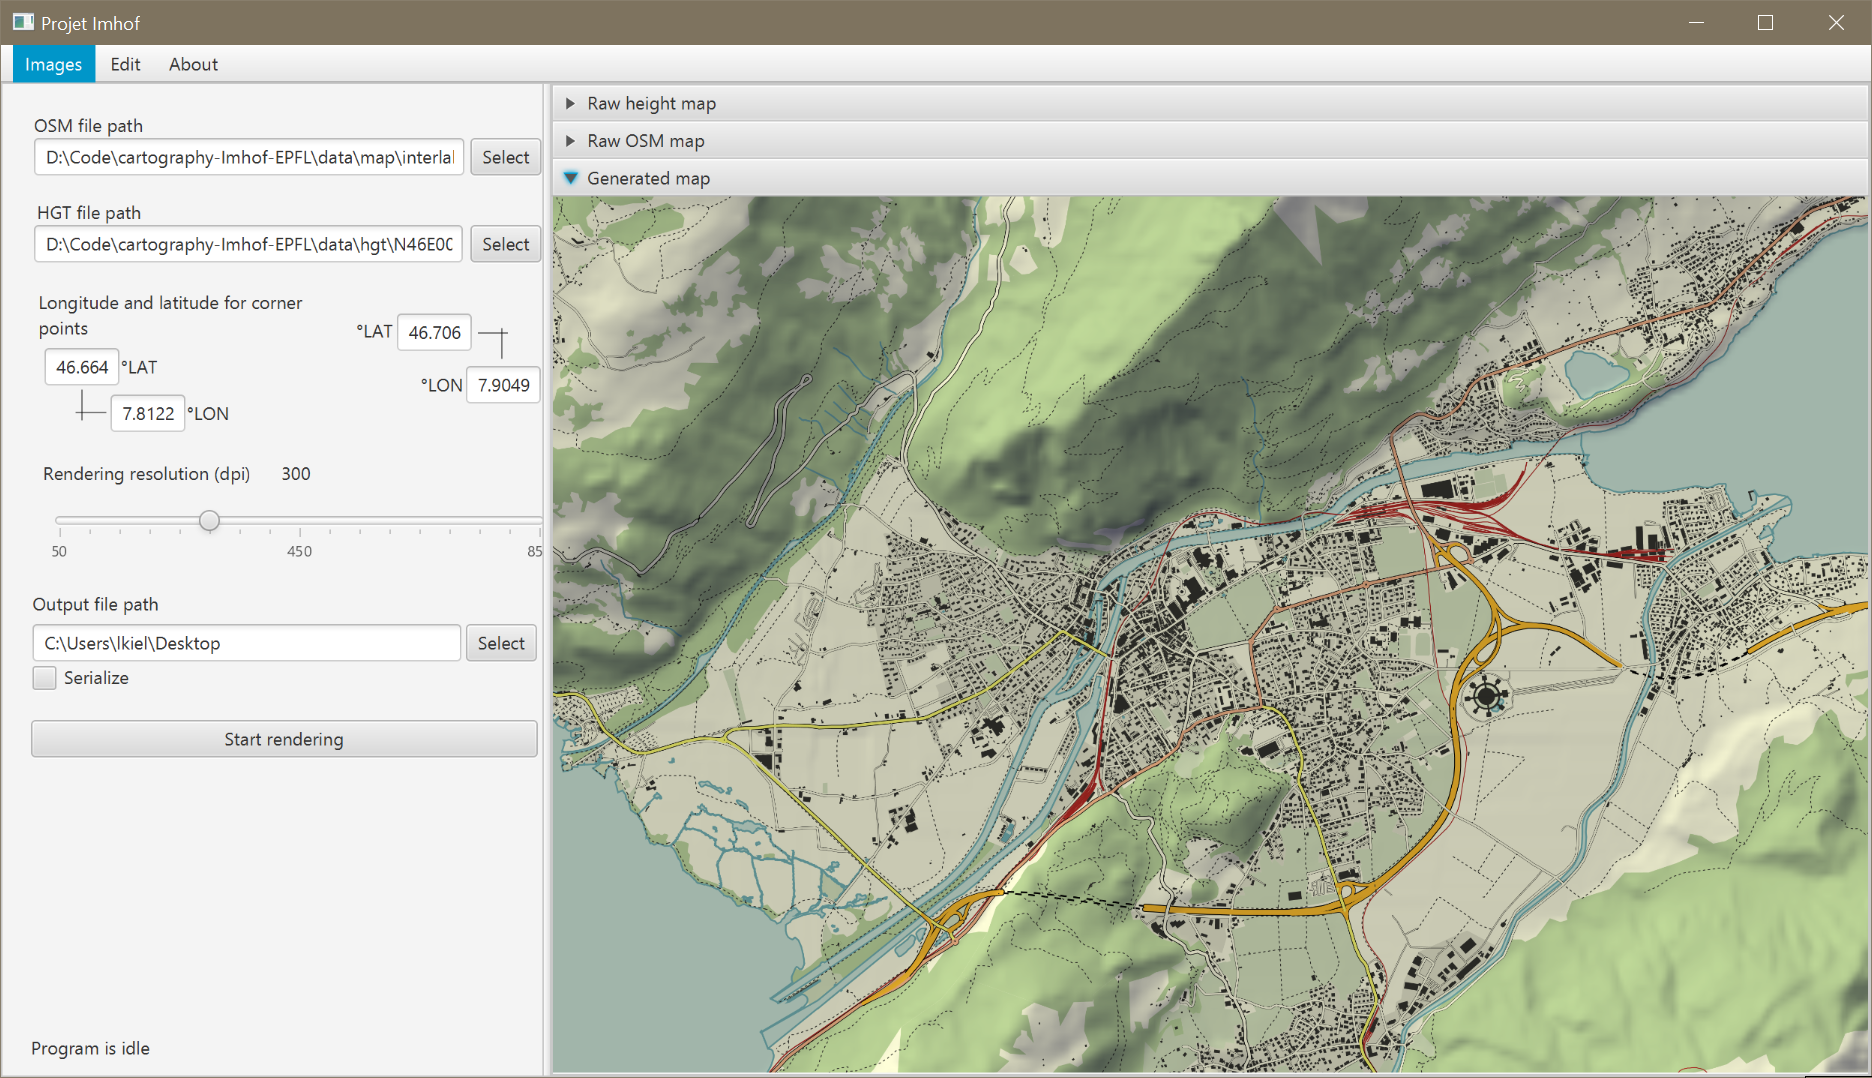 Projet Imhof
Images Edit About
OSM file path
D:\Code\cartography-Imhof-EPFL\data\map\interla
Select
HGT file path
D:\Code\cartography-Imhof-EPFL\data\hgt\N46E0
Select
Longitude and latitude for corner
points
°LAT 46.706
46.664 °LAT
°LON 7.9049
7.8122 °LON
Rendering resolution (dpi) 300
50 450 85
Output file path
C:\Users\lkiel\Desktop
Select
Serialize
Start rendering
Program is idle
Raw height map
Raw OSM map
Generated map